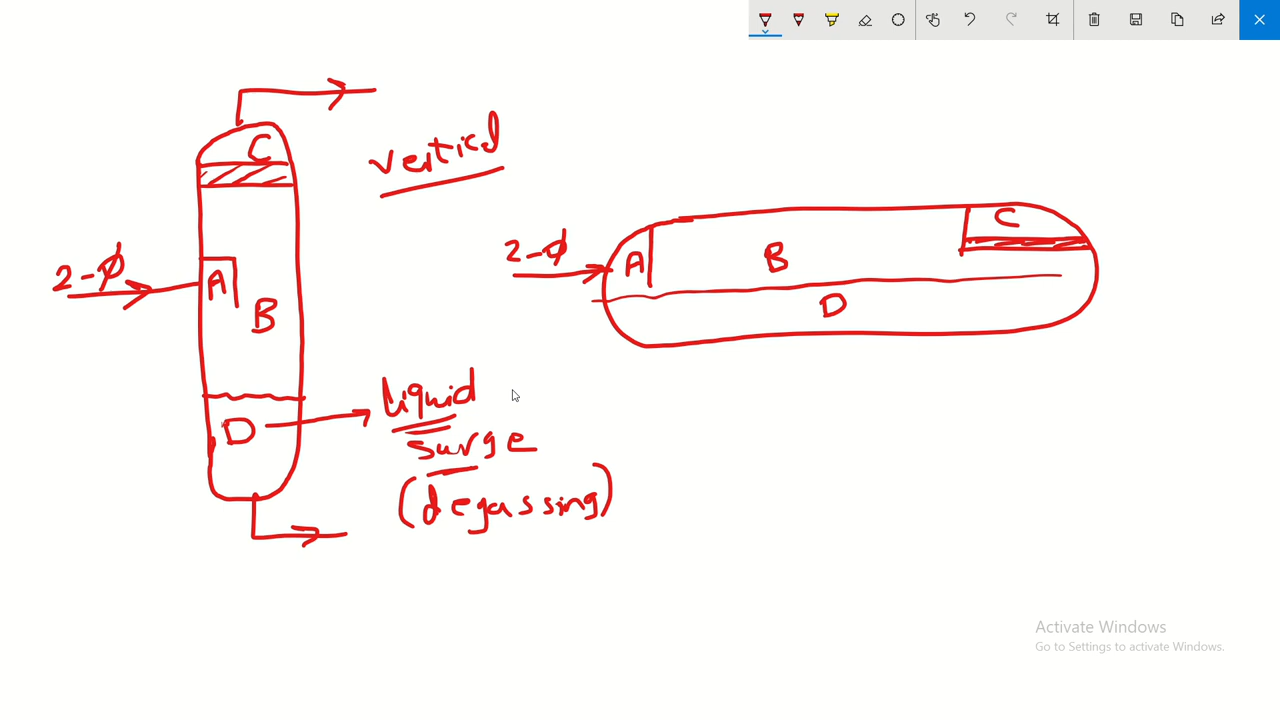 C
vertical
2-φ
A
B
D
liquid
surge
(degassing)
2-φ
A
B
C
D
Activate Windows
Go to Settings to activate Windows.